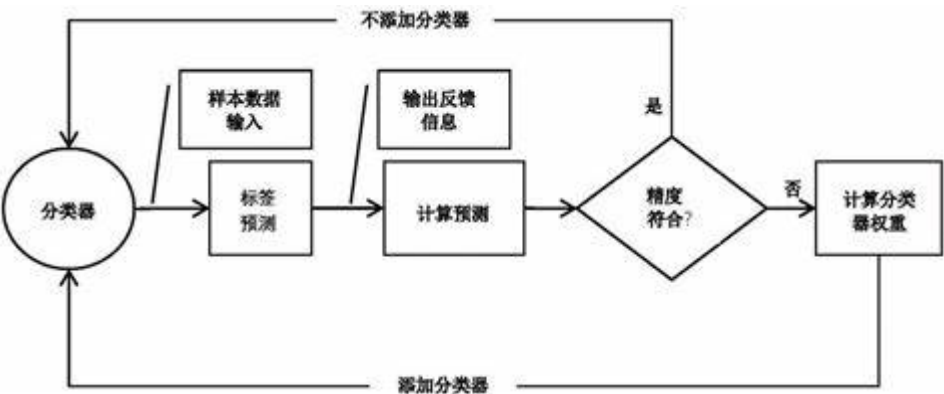 不添加分类器
样本数据
输入
输出反馈
信息
是
分类器
标签
预测
计算预测
精度
符合?
否
计算分类
器权重
添加分类器